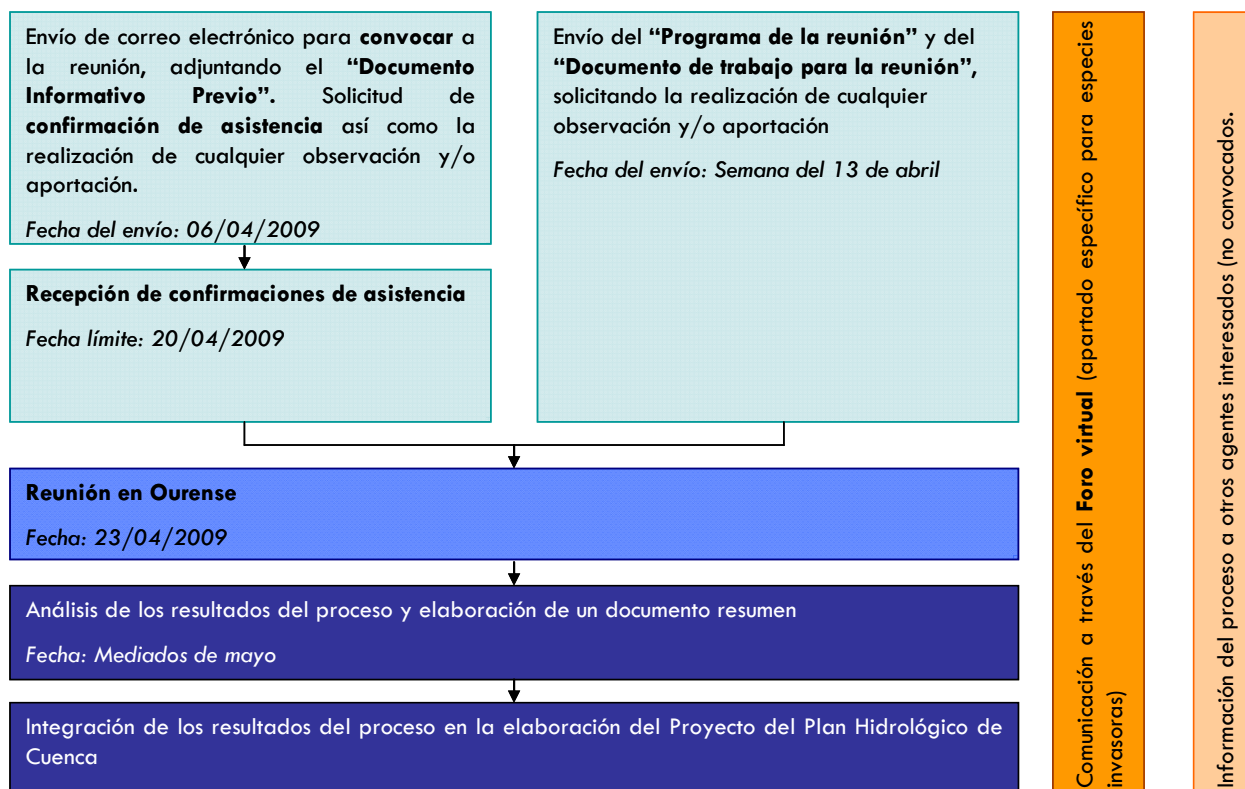 Envío de correo electrónico para convocar a
la reunión, adjuntando el “Documento
Informativo Previo”. Solicitud de
confirmación de asistencia así como la
realización de cualquier observación y/o
aportación.
Fecha del envío: 06/04/2009
Recepción de confirmaciones de asistencia
Fecha límite: 20/04/2009
Envío del “Programa de la reunión” y del
“Documento de trabajo para la reunión”,
solicitando la realización de cualquier
observación y/o aportación
Fecha del envío: Semana del 13 de abril
Reunión en Ourense
Fecha: 23/04/2009
Análisis de los resultados del proceso y elaboración de un documento resumen
Fecha: Mediados de mayo
Integración de los resultados del proceso en la elaboración del Proyecto del Plan Hidrológico de
Cuenca
Comunicación a través del Foro virtual (apartado específico para especies
invasoras)
Información del proceso a otros agentes interesados (no convocados.